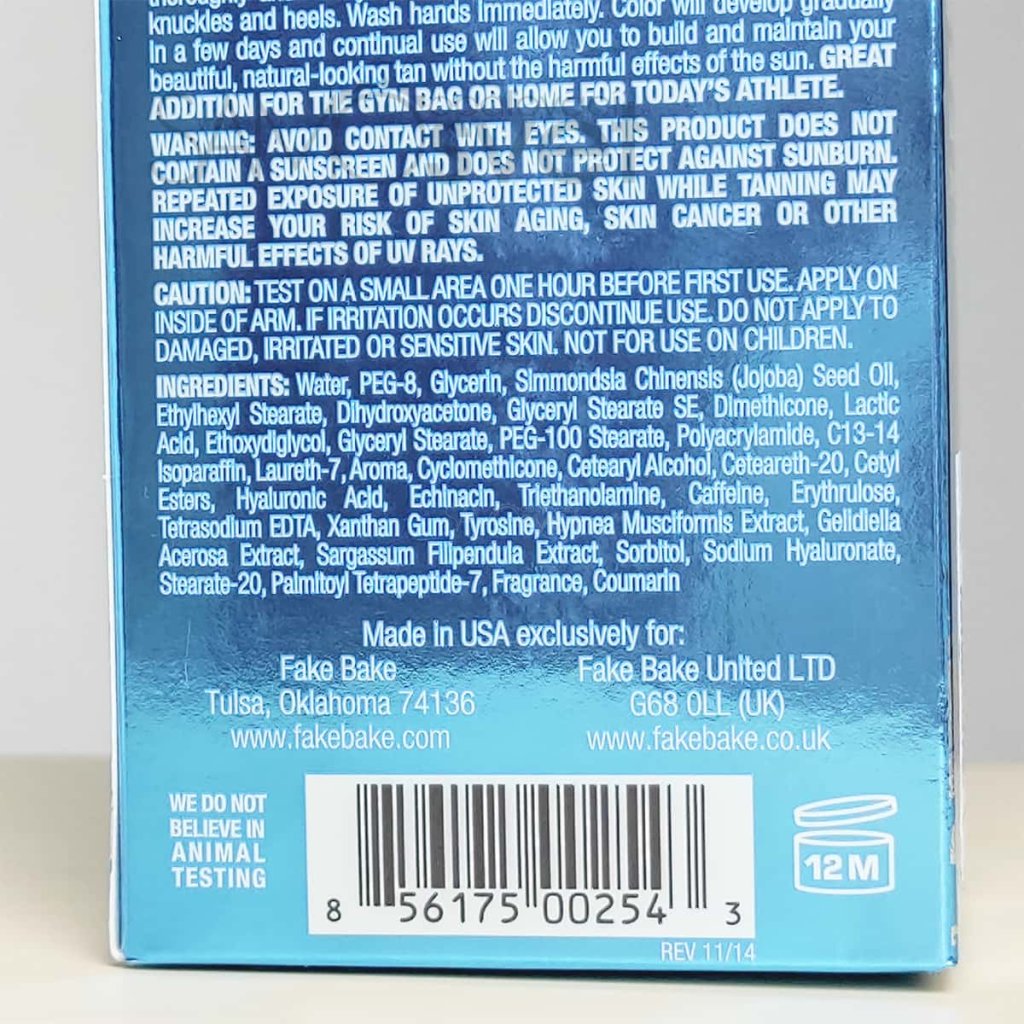 knuckles and heels. Wash hands immediately. Color will develop gradually
in a few days and continual use will allow you to build and maintain your
beautiful, natural-looking tan without the harmful effects of the sun. GREAT
ADDITION FOR THE GYM BAG OR HOME FOR TODAY'S ATHLETE.
WARNING: AVOID CONTACT WITH EYES. THIS PRODUCT DOES NOT
CONTAIN A SUNSCREEN AND DOES NOT PROTECT AGAINST SUNBURN.
REPEATED EXPOSURE OF UNPROTECTED SKIN WHILE TANNING MAY
INCREASE YOUR RISK OF SKIN AGING, SKIN CANCER OR OTHER
HARMFUL EFFECTS OF UV RAYS.
CAUTION: TEST ON A SMALL AREA ONE HOUR BEFORE FIRST USE. APPLY ON
INSIDE OF ARM. IF IRRITATION OCCURS DISCONTINUE USE. DO NOT APPLY TO
DAMAGED, IRRITATED OR SENSITIVE SKIN. NOT FOR USE ON CHILDREN.
INGREDIENTS: Water, PEG-8, Glycerin, Simmondsia Chinensis (Jojoba) Seed Oil,
Ethylhexyl Stearate, Dihydroxyacetone, Glyceryl Stearate SE, Dimethicone, Lactic
Acid, Ethoxydiglycol, Glyceryl Stearate, PEG-100 Stearate, Polyacrylamide, C13-14
Isoparaffin, Laureth-7, Aroma, Cyclomethicone, Cetearyl Alcohol, Ceteareth-20, Cetyl
Esters, Hyaluronic Acid, Echinacin, Triethanolamine, Caffeine, Erythrulose,
Tetrasodium EDTA, Xanthan Gum, Tyrosine, Hypnea Musciformis Extract, Gelidiella
Acerosa Extract, Sargassum Filipendula Extract, Sorbitol, Sodium Hyaluronate,
Stearate-20, Palmitoyl Tetrapeptide-7, Fragrance, Coumarin
Made in USA exclusively for:
Fake Bake
Tulsa, Oklahoma 74136
www.fakebake.com
Fake Bake United LTD
G68 0LL (UK)
www.fakebake.co.uk
WE DO NOT
BELIEVE IN
ANIMAL
TESTING
8 56175 00254 3
12 M
REV 11/14